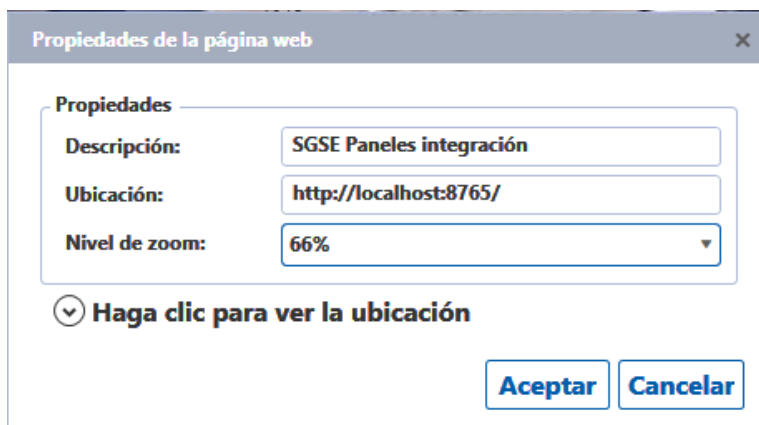 Propiedades de la página web
Propiedades
Descripción: SGSE Paneles integración
Ubicación: http://localhost:8765/
Nivel de zoom: 66%
Haga clic para ver la ubicación
Aceptar Cancelar